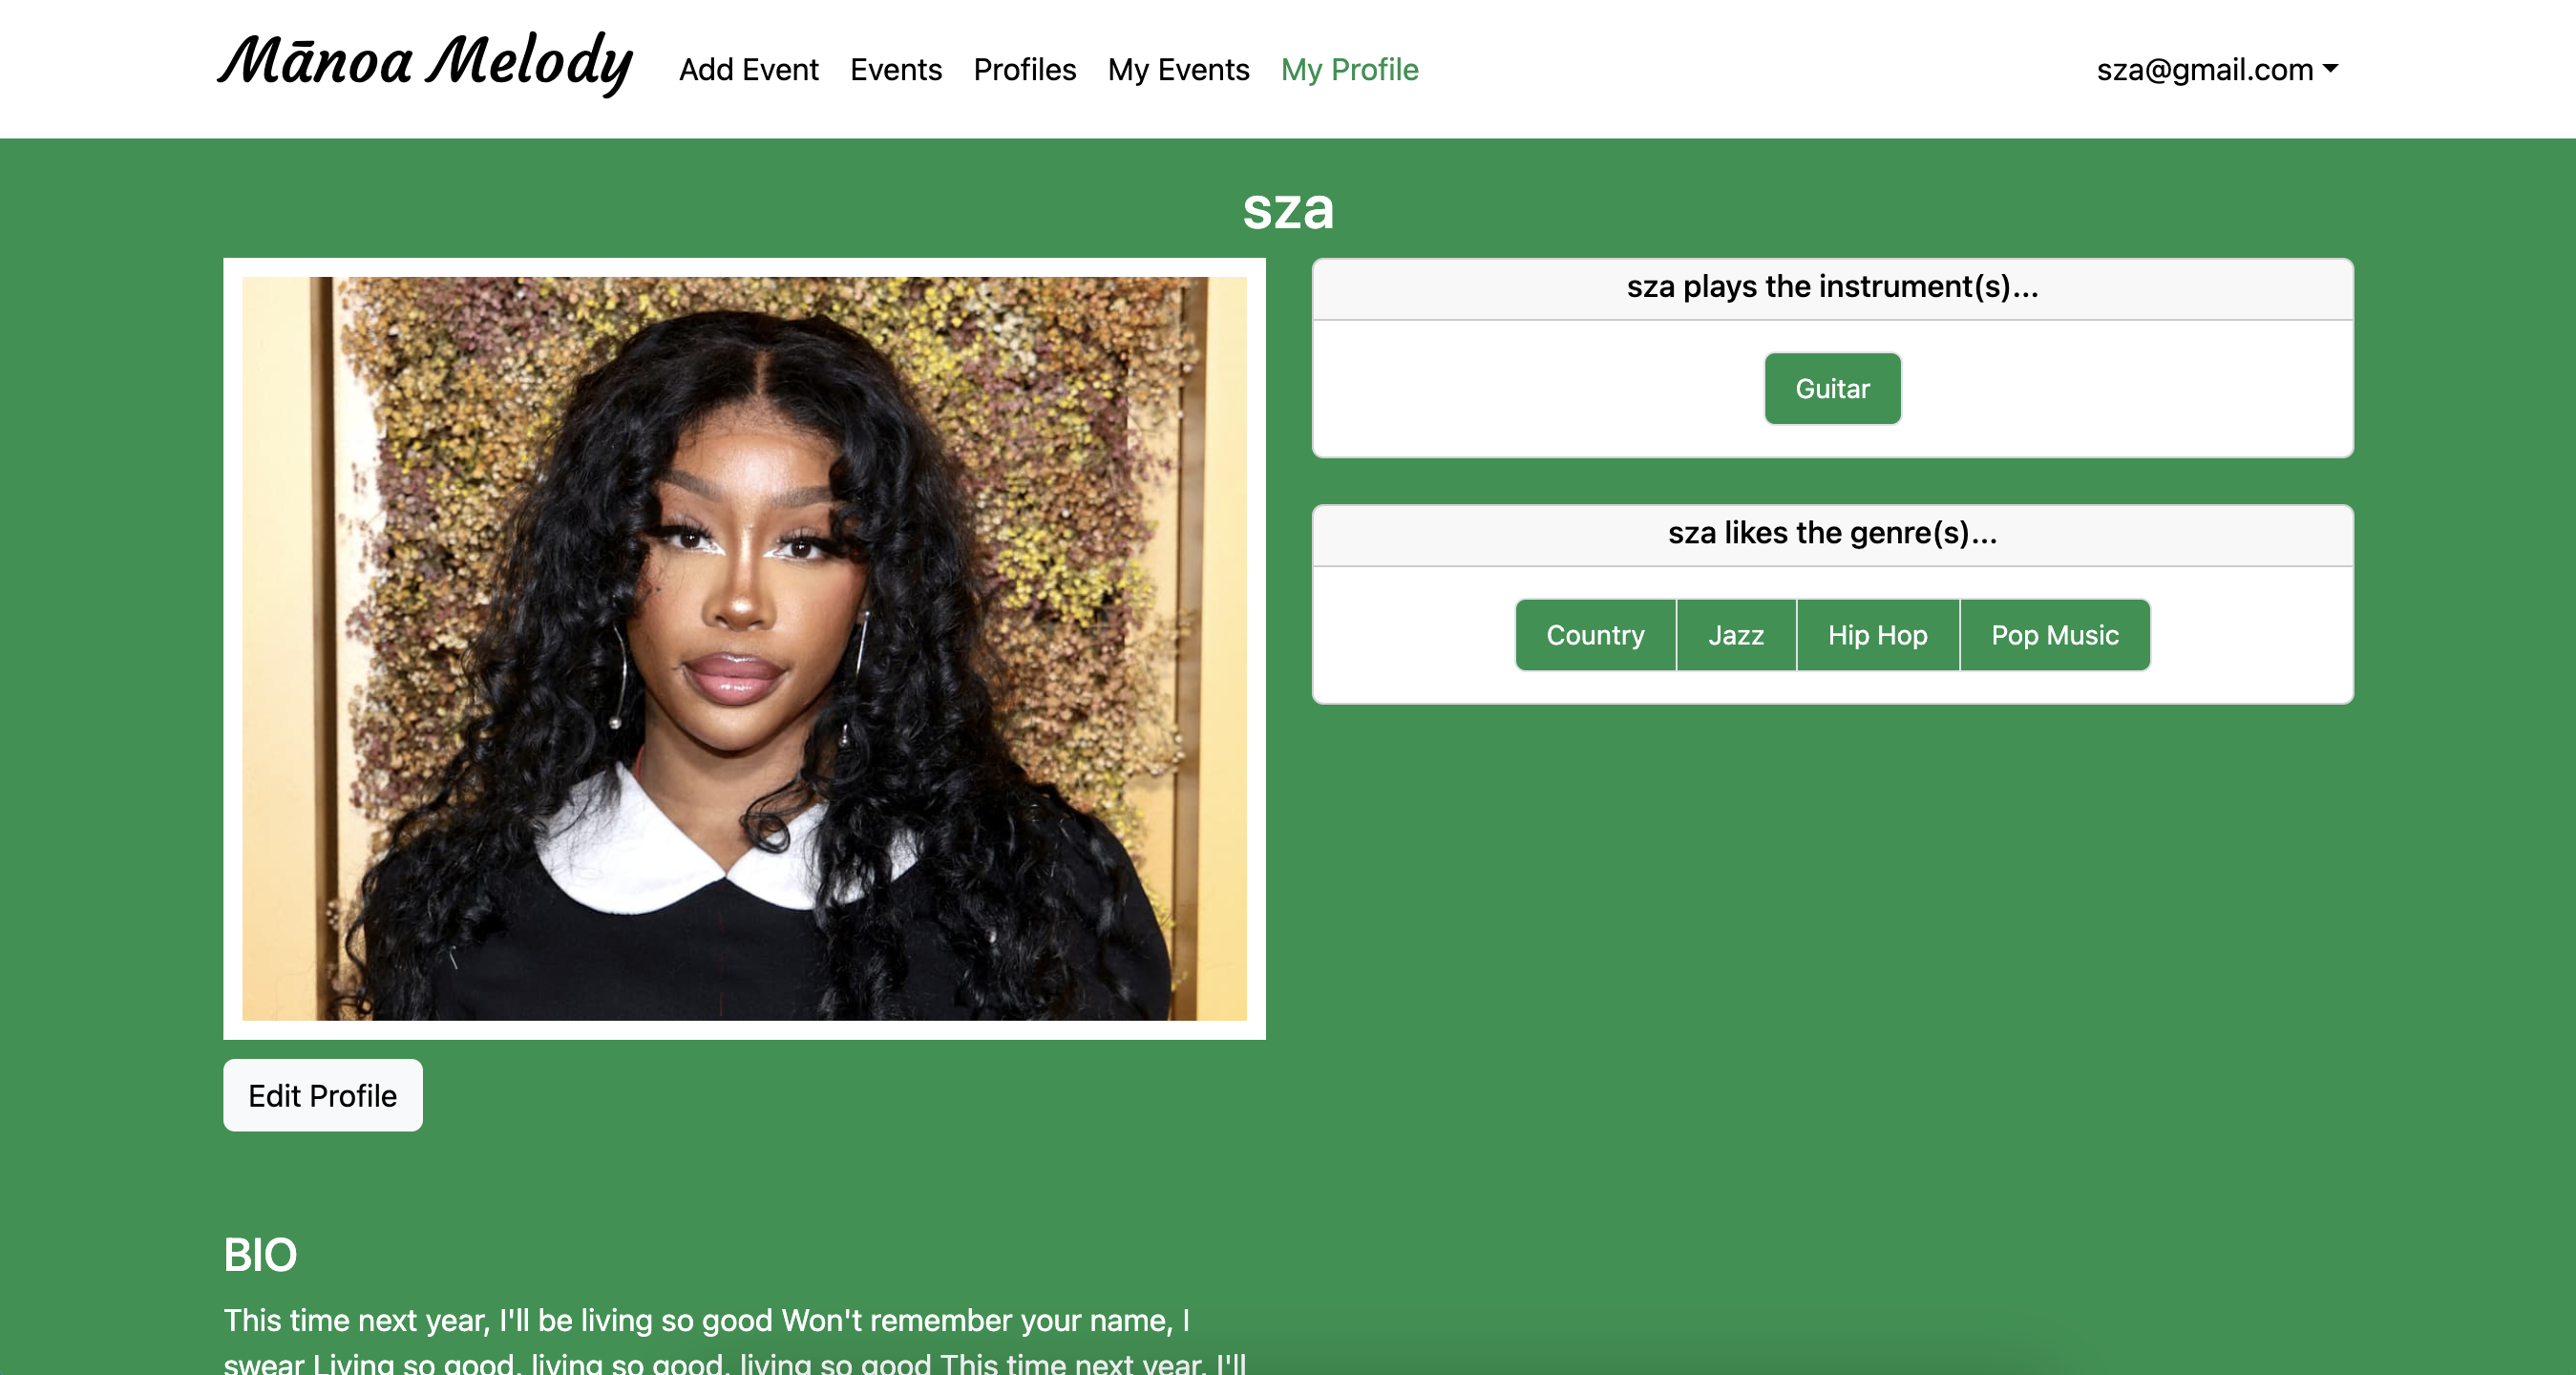 Mānoa Melody
Add Event
Events
Profiles
My Events
My Profile
sza@gmail.com
sza
sza plays the instrument(s)...
Guitar
sza likes the genre(s)...
Country
Jazz
Hip Hop
Pop Music
Edit Profile
BIO
This time next year, I'll be living so good Won't remember your name, I
swear Living so good, living so good, living so good This time next year, I'll